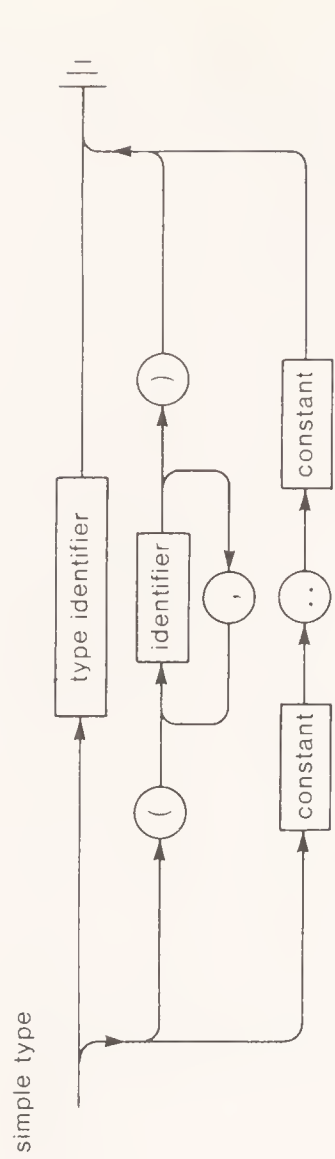 simple type
type identifier
( identifier )
,
constant .. constant